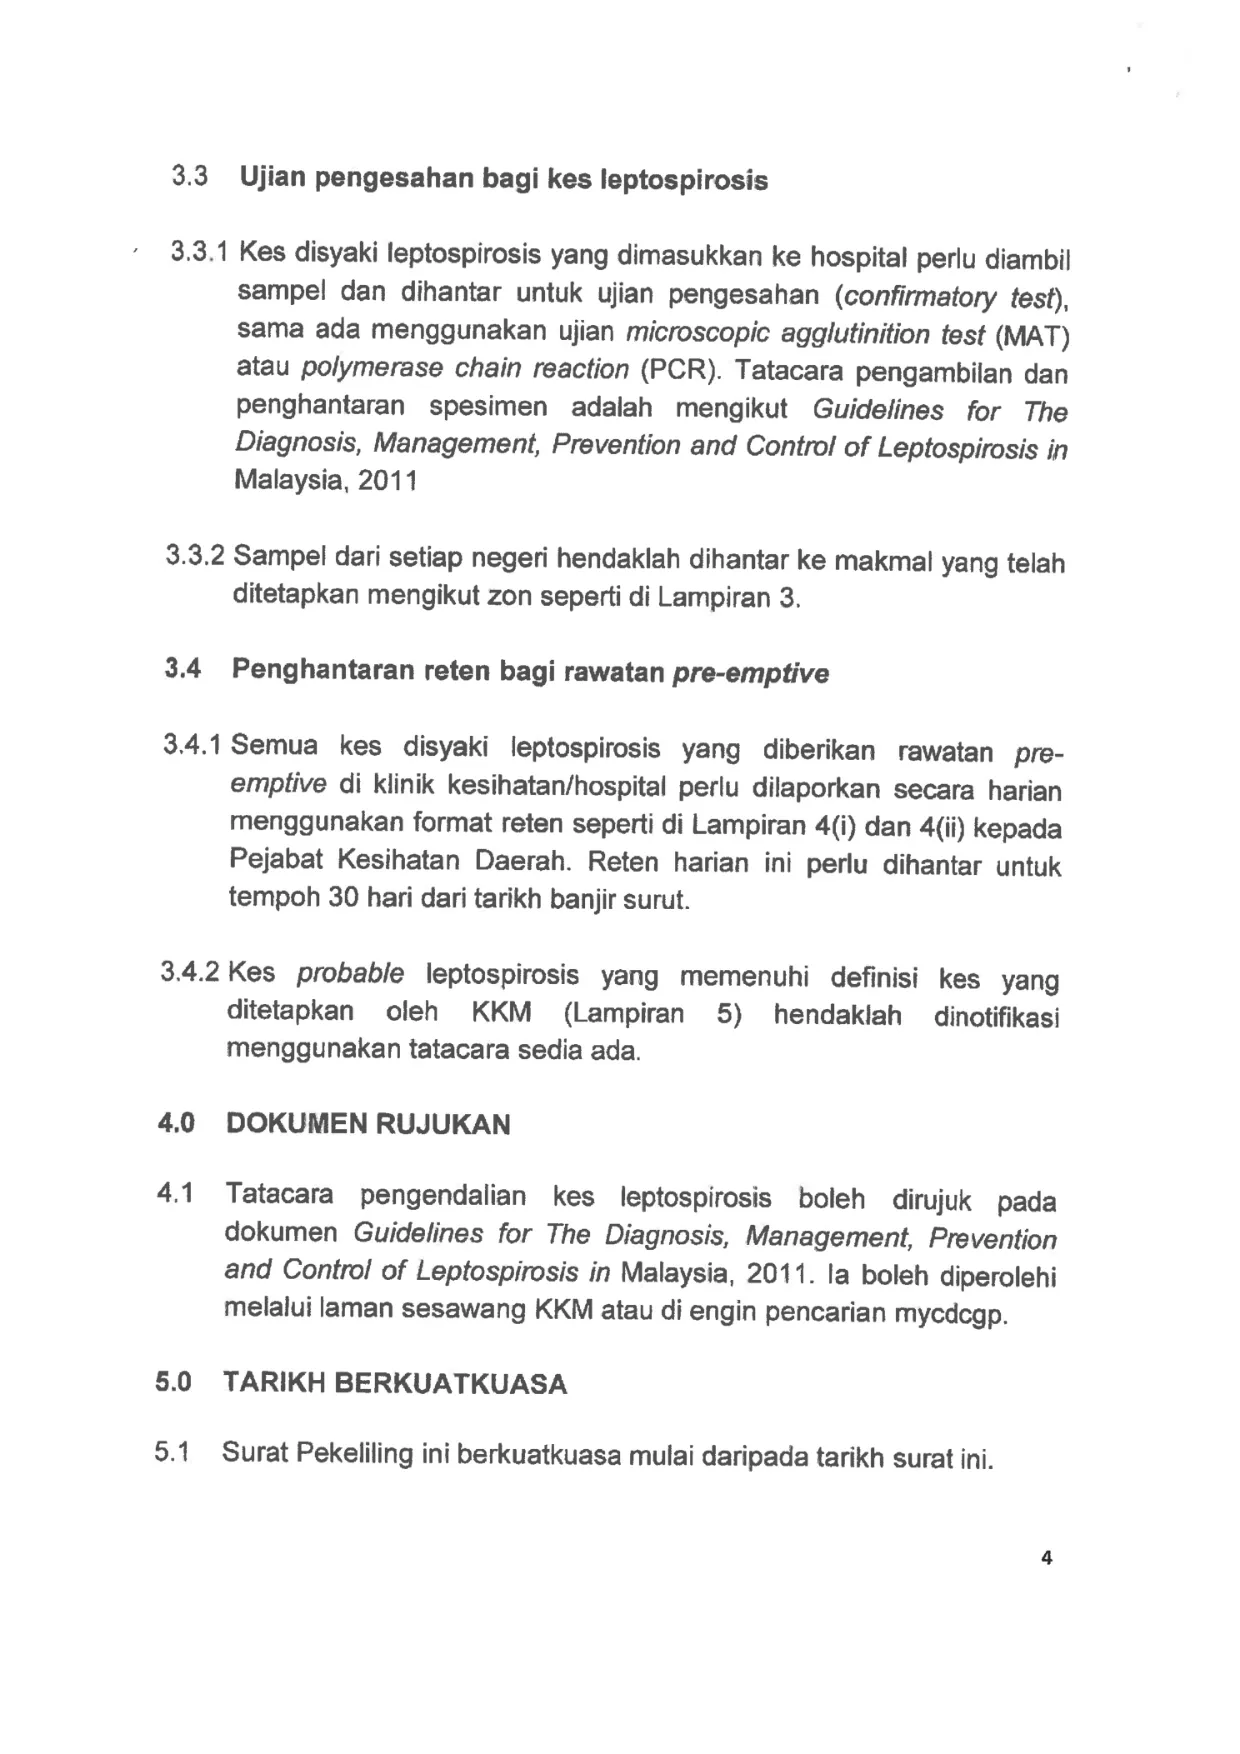 3.3 Ujian pengesahan bagi kes leptospirosis
3.3.1 Kes disyaki leptospirosis yang dimasukkan ke hospital perlu diambil
sampel dan dihantar untuk ujian pengesahan (confirmatory test),
sama ada menggunakan ujian microscopic agglutinition test (MAT)
atau polymerase chain reaction (PCR). Tatacara pengambilan dan
penghantaran spesimen adalah mengikut Guidelines for The
Diagnosis, Management, Prevention and Control of Leptospirosis in
Malaysia, 2011
3.3.2 Sampel dari setiap negeri hendaklah dihantar ke makmal yang telah
ditetapkan mengikut zon seperti di Lampiran 3.
3.4 Penghantaran reten bagi rawatan pre-emptive
3.4.1 Semua kes disyaki leptospirosis yang diberikan rawatan pre-
emptive di klinik kesihatan/hospital perlu dilaporkan secara harian
menggunakan format reten seperti di Lampiran 4(i) dan 4(ii) kepada
Pejabat Kesihatan Daerah. Reten harian ini perlu dihantar untuk
tempoh 30 hari dari tarikh banjir surut.
3.4.2 Kes probable leptospirosis yang memenuhi definisi kes yang
ditetapkan oleh KKM (Lampiran 5) hendaklah dinotifikasi
menggunakan tatacara sedia ada.
4.0 DOKUMEN RUJUKAN
4.1 Tatacara pengendalian kes leptospirosis boleh dirujuk pada
dokumen Guidelines for The Diagnosis, Management, Prevention
and Control of Leptospirosis in Malaysia, 2011. Ia boleh diperolehi
melalui laman sesawang KKM atau di engin pencarian mycdcgp.
5.0 TARIKH BERKUATKUASA
5.1 Surat Pekeliling ini berkuatkuasa mulai daripada tarikh surat ini.
4